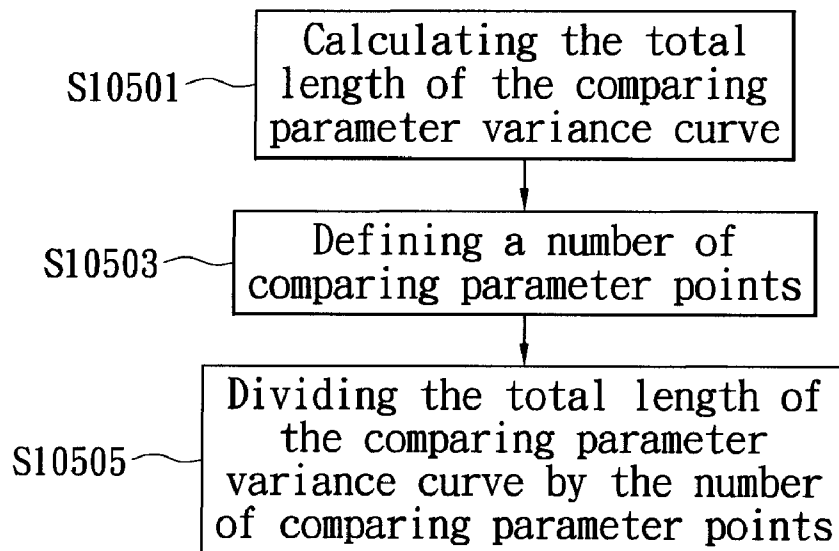 S10501
Calculating the total
length of the comparing
parameter variance curve
S10503
Defining a number of
comparing parameter points
S10505
Dividing the total length of
the comparing parameter
variance curve by the number
of comparing parameter points